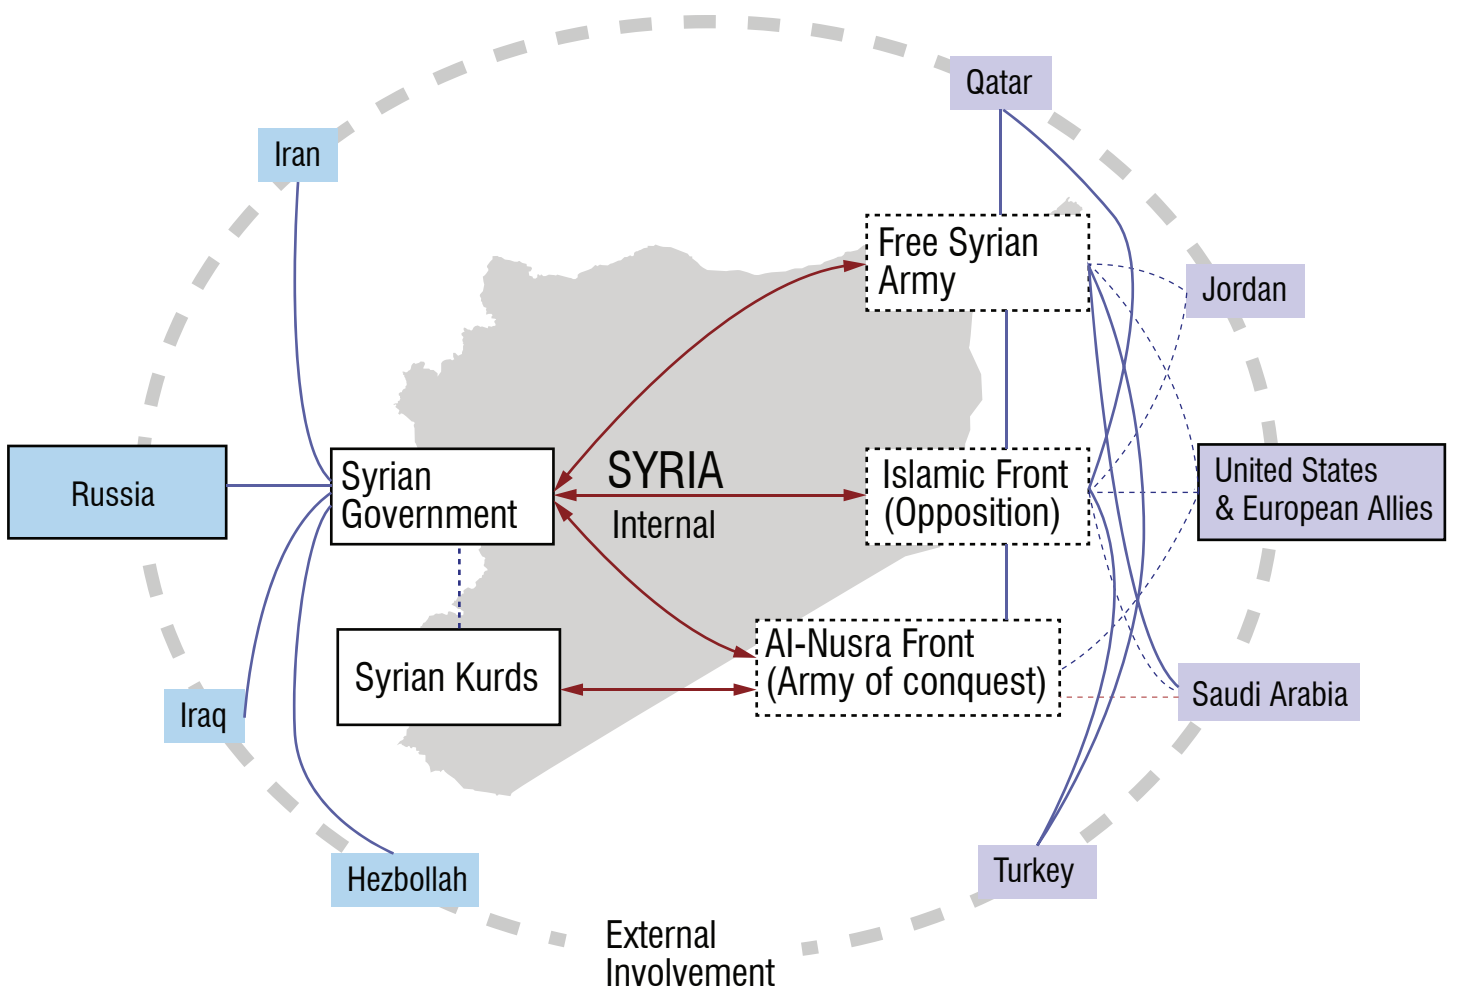 Qatar
Iran
Free Syrian
Army
Jordan
Russia
Syrian
Government
SYRIA
Internal
Islamic Front
(Opposition)
United States
& European Allies
Syrian Kurds
Al-Nusra Front
(Army of conquest)
Saudi Arabia
Iraq
Hezbollah
Turkey
External
Involvement